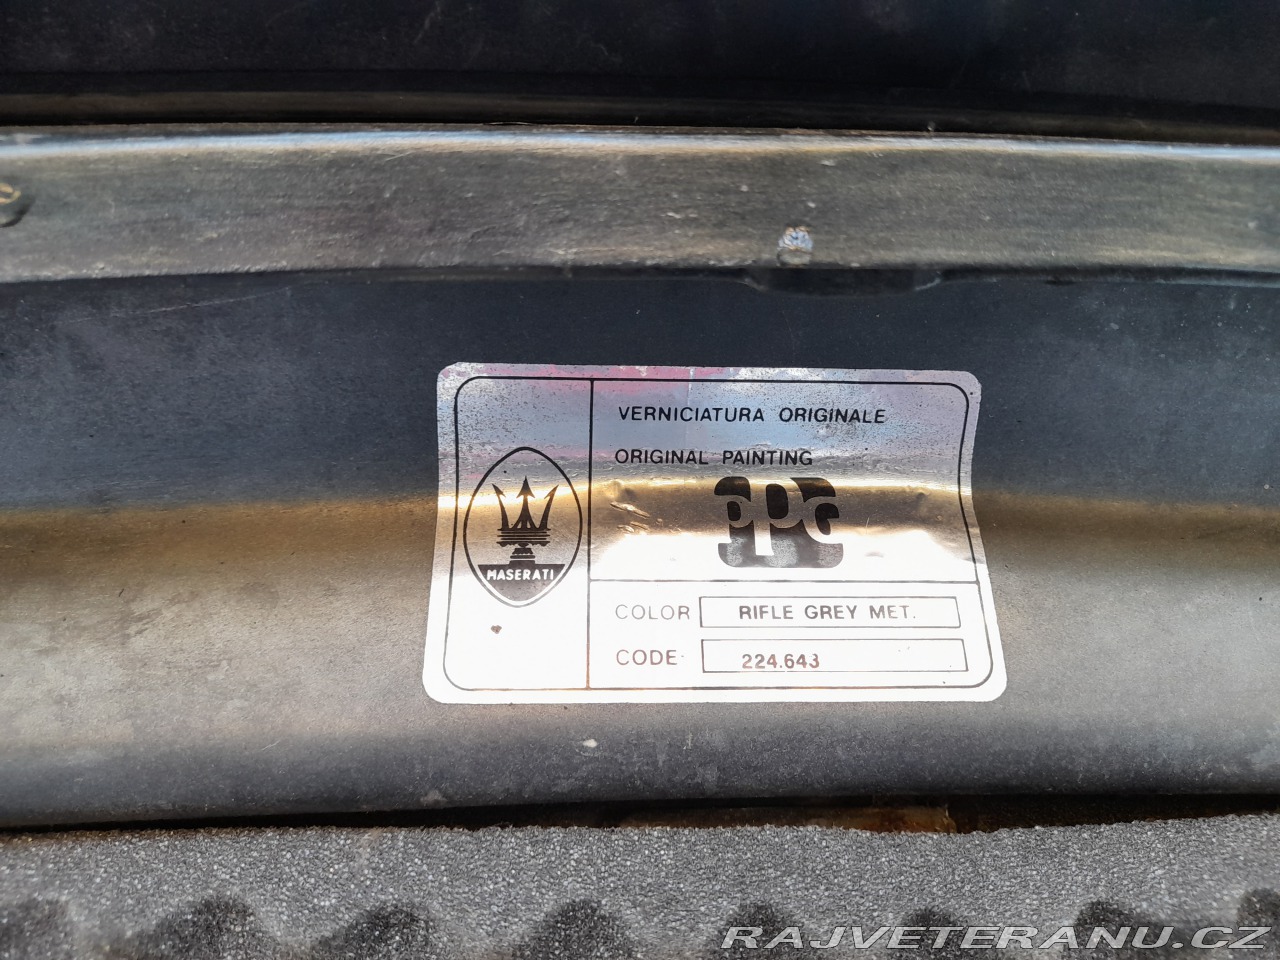 VERNICIATURA ORIGINALE
ORIGINAL PAINTING
PPG
MASERATI
COLOR RIFLE GREY MET.
CODE 224.643
RAJVETERANU.CZ